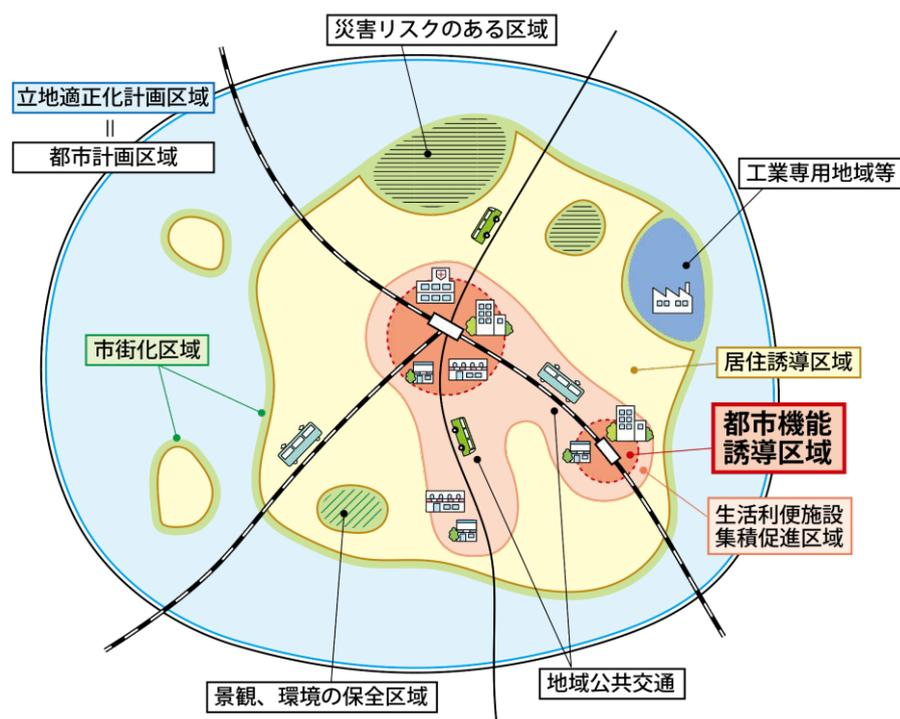 災害リスクのある区域
立地適正化計画区域
＝
都市計画区域
工業専用地域等
市街化区域
居住誘導区域
都市機能
誘導区域
生活利便施設
集積促進区域
景観、環境の保全区域
地域公共交通